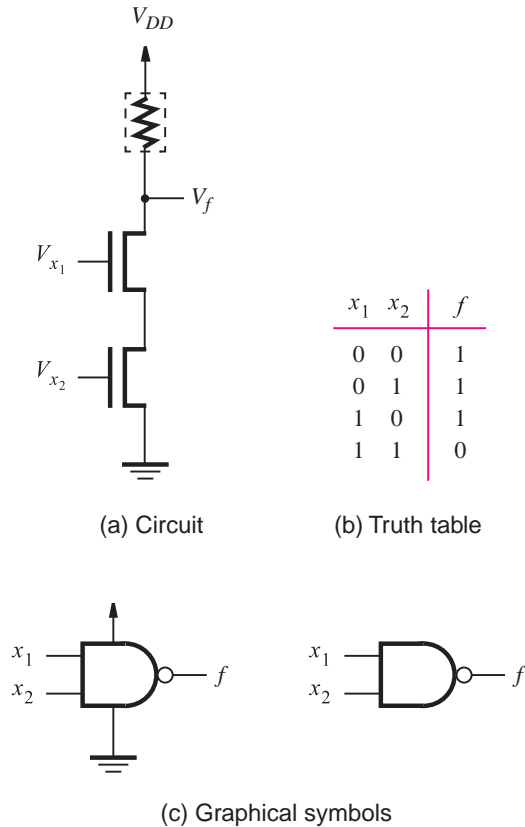 V_DD
V_f
V_x1
V_x2
x1 x2 f
0 0 1
0 1 1
1 0 1
1 1 0
(a) Circuit
(b) Truth table
x1
x2
f
x1
x2
f
(c) Graphical symbols